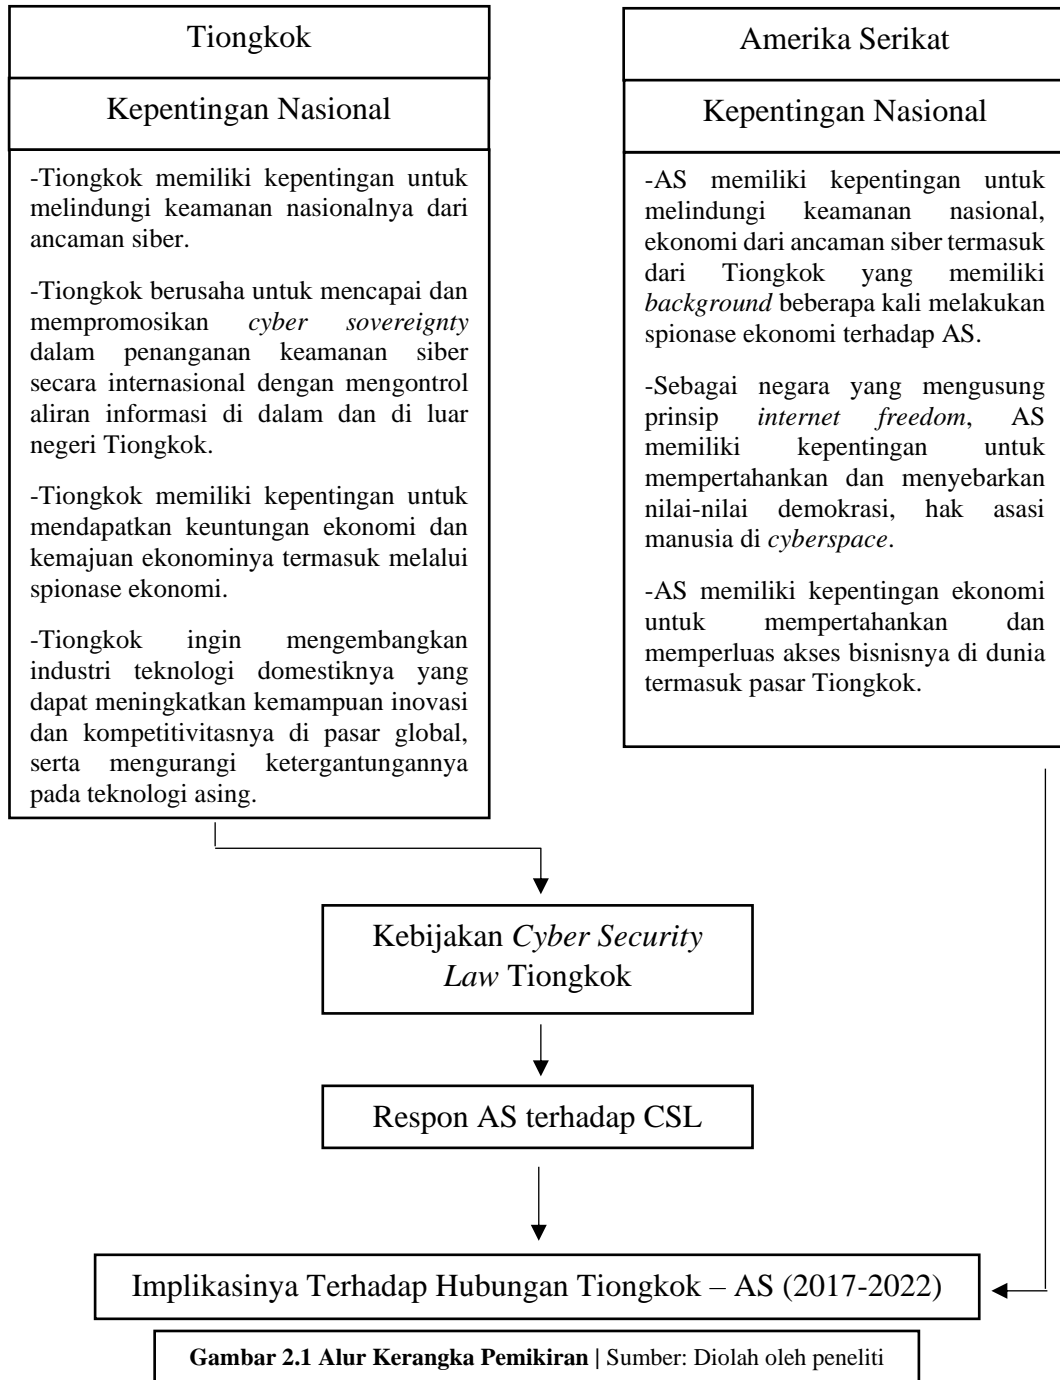 Tiongkok
Kepentingan Nasional
-Tiongkok memiliki kepentingan untuk
melindungi keamanan nasionalnya dari
ancaman siber.
-Tiongkok berusaha untuk mencapai dan
mempromosikan cyber sovereignty
dalam penanganan keamanan siber
secara internasional dengan mengontrol
aliran informasi di dalam dan di luar
negeri Tiongkok.
-Tiongkok memiliki kepentingan untuk
mendapatkan keuntungan ekonomi dan
kemajuan ekonominya termasuk melalui
spionase ekonomi.
-Tiongkok ingin mengembangkan
industri teknologi domestiknya yang
dapat meningkatkan kemampuan inovasi
dan kompetitivitasnya di pasar global,
serta mengurangi ketergantungannya
pada teknologi asing.
Amerika Serikat
Kepentingan Nasional
-AS memiliki kepentingan untuk
melindungi keamanan nasional,
ekonomi dari ancaman siber termasuk
dari Tiongkok yang memiliki
background beberapa kali melakukan
spionase ekonomi terhadap AS.
-Sebagai negara yang mengusung
prinsip internet freedom, AS
memiliki kepentingan untuk
mempertahankan dan menyebarkan
nilai-nilai demokrasi, hak asasi
manusia di cyberspace.
-AS memiliki kepentingan ekonomi
untuk mempertahankan dan
memperluas akses bisnisnya di dunia
termasuk pasar Tiongkok.
Kebijakan Cyber Security
Law Tiongkok
Respon AS terhadap CSL
Implikasinya Terhadap Hubungan Tiongkok – AS (2017-2022)
Gambar 2.1 Alur Kerangka Pemikiran | Sumber: Diolah oleh peneliti